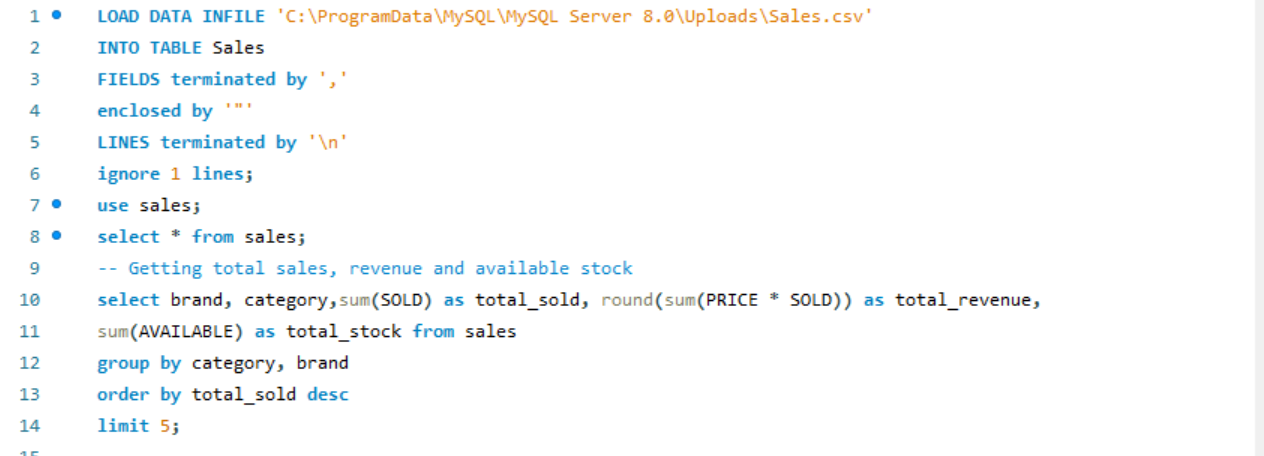 1 LOAD DATA INFILE 'C:\ProgramData\MySQL\MySQL Server 8.0\Uploads\Sales.csv'
2 INTO TABLE Sales
3 FIELDS terminated by ','
4 enclosed by '"'
5 LINES terminated by '\n'
6 ignore 1 lines;
7 use sales;
8 select * from sales;
9 -- Getting total sales, revenue and available stock
10 select brand, category,sum(SOLD) as total_sold, round(sum(PRICE * SOLD)) as total_revenue,
11 sum(AVAILABLE) as total_stock from sales
12 group by category, brand
13 order by total_sold desc
14 limit 5;
15